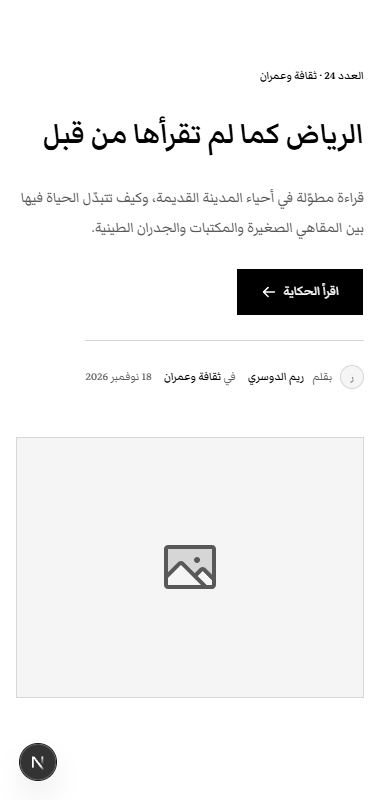 العدد 24 · ثقافة وعمران
الرياض كما لم تقرأها من قبل
قراءة مطوّلة في أحياء المدينة القديمة، وكيف تتبدّل الحياة فيها
بين المقاهي الصغيرة والمكتبات والجدران الطينية.
اقرأ الحكاية ←
ر بقلم ريم الدوسري في ثقافة وعمران 18 نوفمبر 2026
N